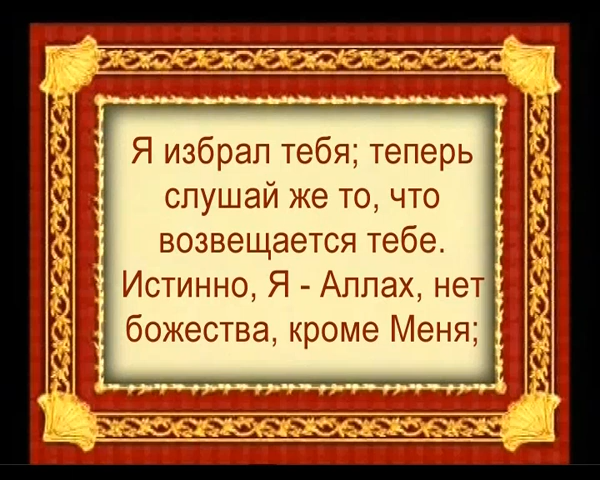 Я избрал тебя; теперь
слушай же то, что
возвещается тебе.
Истинно, Я - Аллах, нет
божества, кроме Меня;